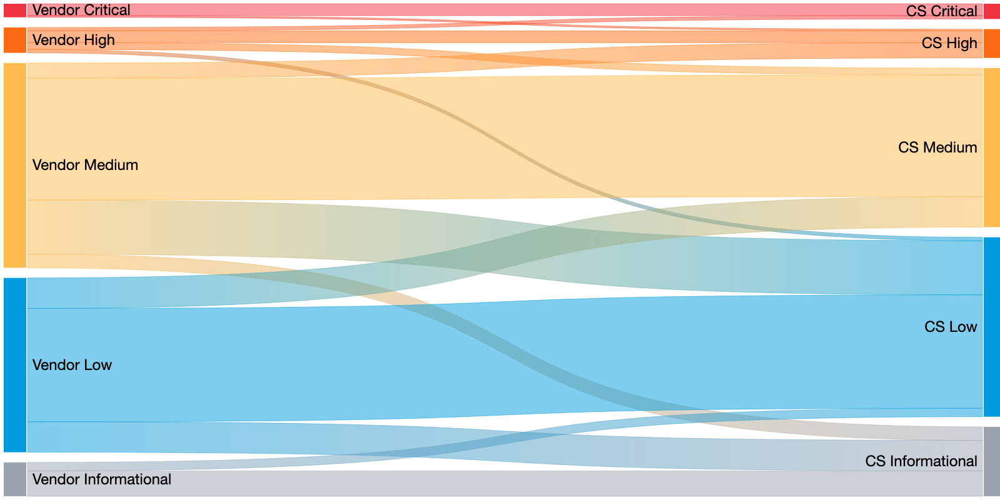 Vendor Critical
CS Critical
Vendor High
CS High
Vendor Medium
CS Medium
Vendor Low
CS Low
Vendor Informational
CS Informational